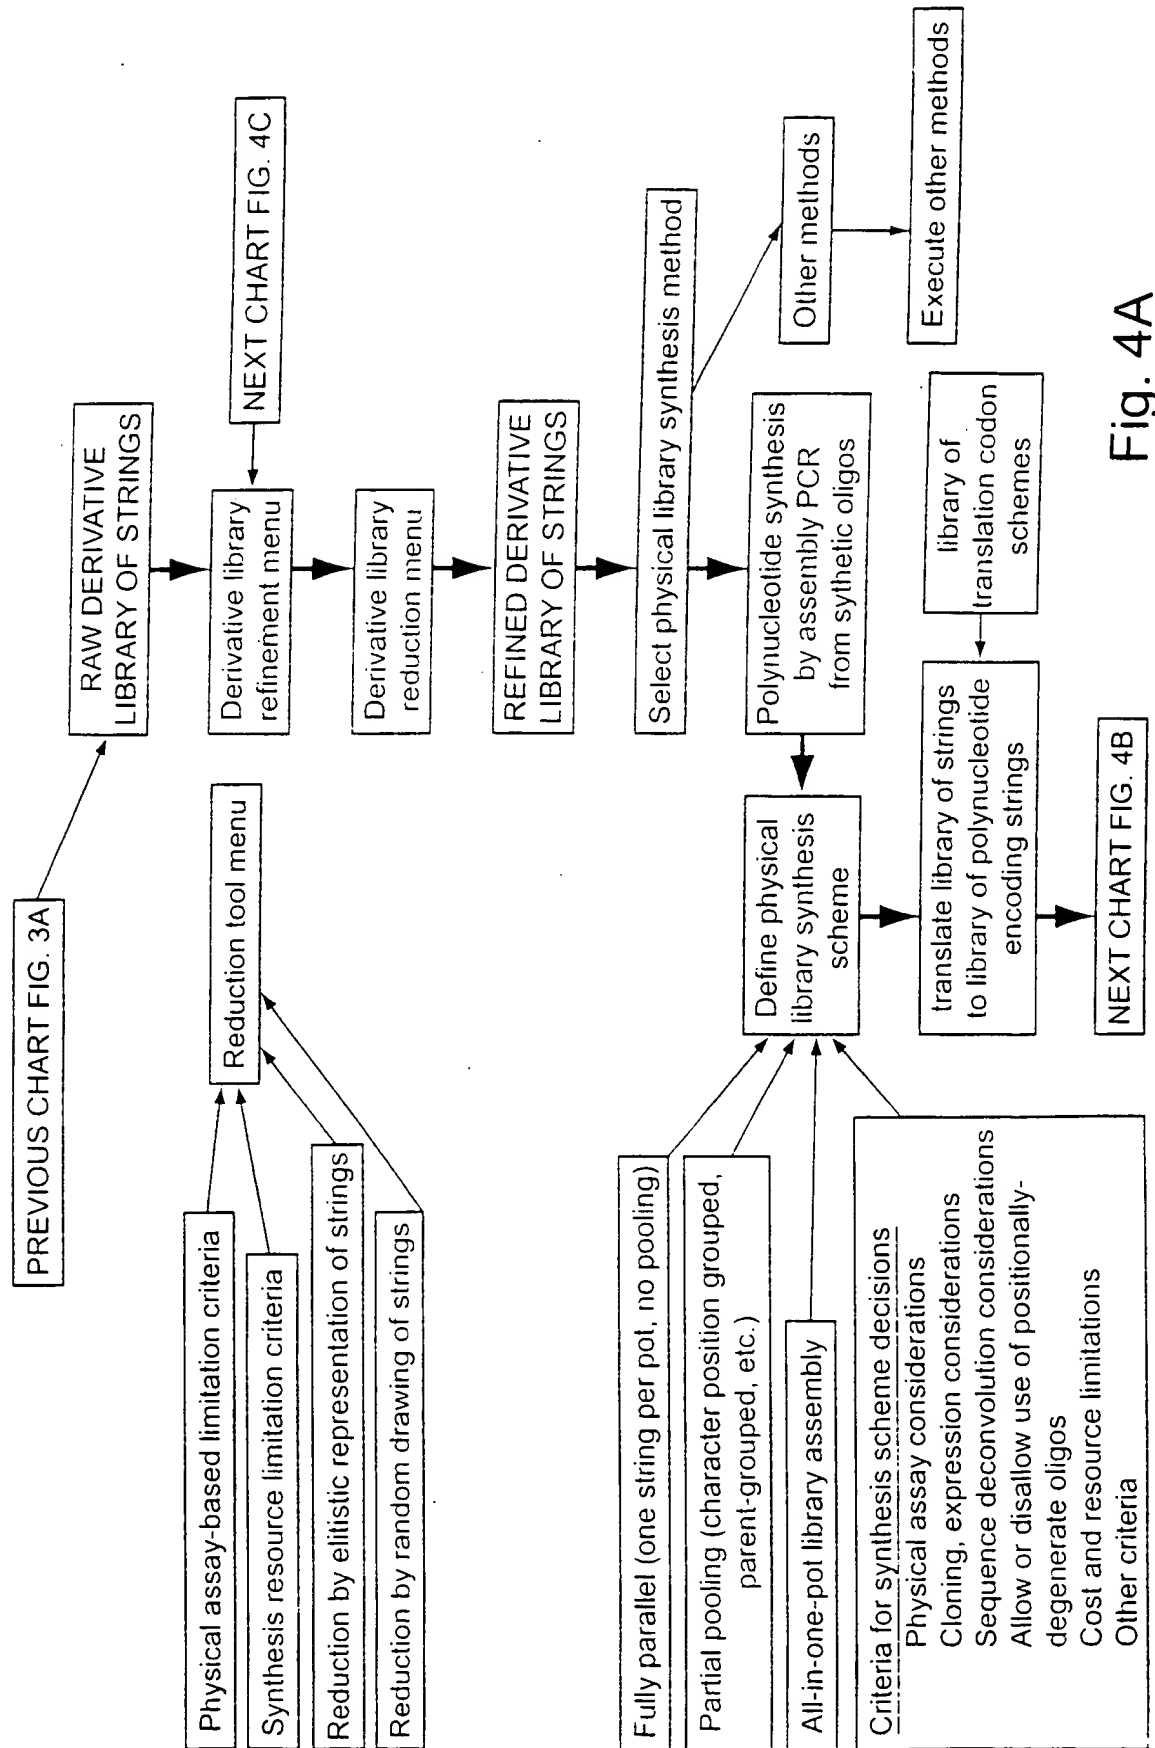 PREVIOUS CHART FIG. 3A
RAW DERIVATIVE
LIBRARY OF STRINGS
NEXT CHART FIG. 4C
Derivative library
refinement menu
Derivative library
reduction menu
REFINED DERIVATIVE
LIBRARY OF STRINGS
Select physical library synthesis method
Other methods
Execute other methods
Polynucleotide synthesis
by assembly PCR
from sythetic oligos
Reduction tool menu
Physical assay-based limitation criteria
Synthesis resource limitation criteria
Reduction by elitistic representation of strings
Reduction by random drawing of strings
Fully parallel (one string per pot, no pooling)
Partial pooling (character position grouped,
parent-grouped, etc.)
All-in-one-pot library assembly
Criteria for synthesis scheme decisions
Physical assay considerations
Cloning, expression considerations
Sequence deconvolution considerations
Allow or disallow use of positionally-
degenerate oligos
Cost and resource limitations
Other criteria
Define physical
library synthesis
scheme
translate library of strings
to library of polynucleotide
encoding strings
library of
translation codon
schemes
NEXT CHART FIG. 4B
Fig. 4A